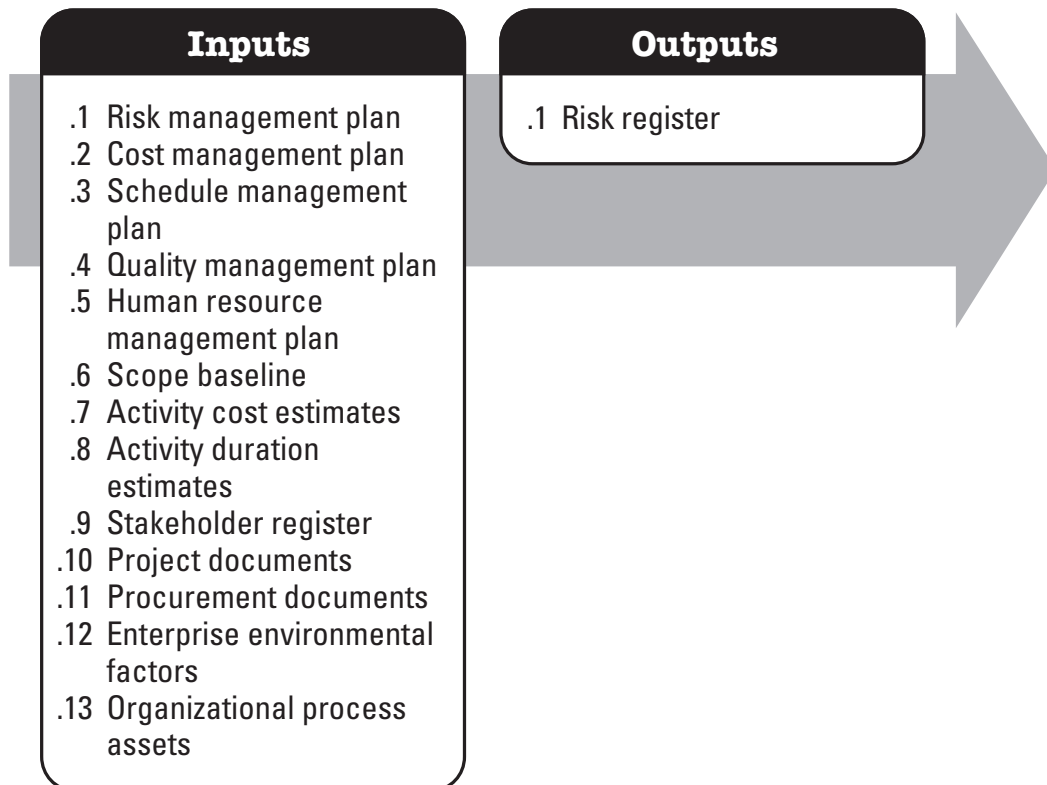 Inputs
.1 Risk management plan
.2 Cost management plan
.3 Schedule management
plan
.4 Quality management plan
.5 Human resource
management plan
.6 Scope baseline
.7 Activity cost estimates
.8 Activity duration
estimates
.9 Stakeholder register
.10 Project documents
.11 Procurement documents
.12 Enterprise environmental
factors
.13 Organizational process
assets
Outputs
.1 Risk register